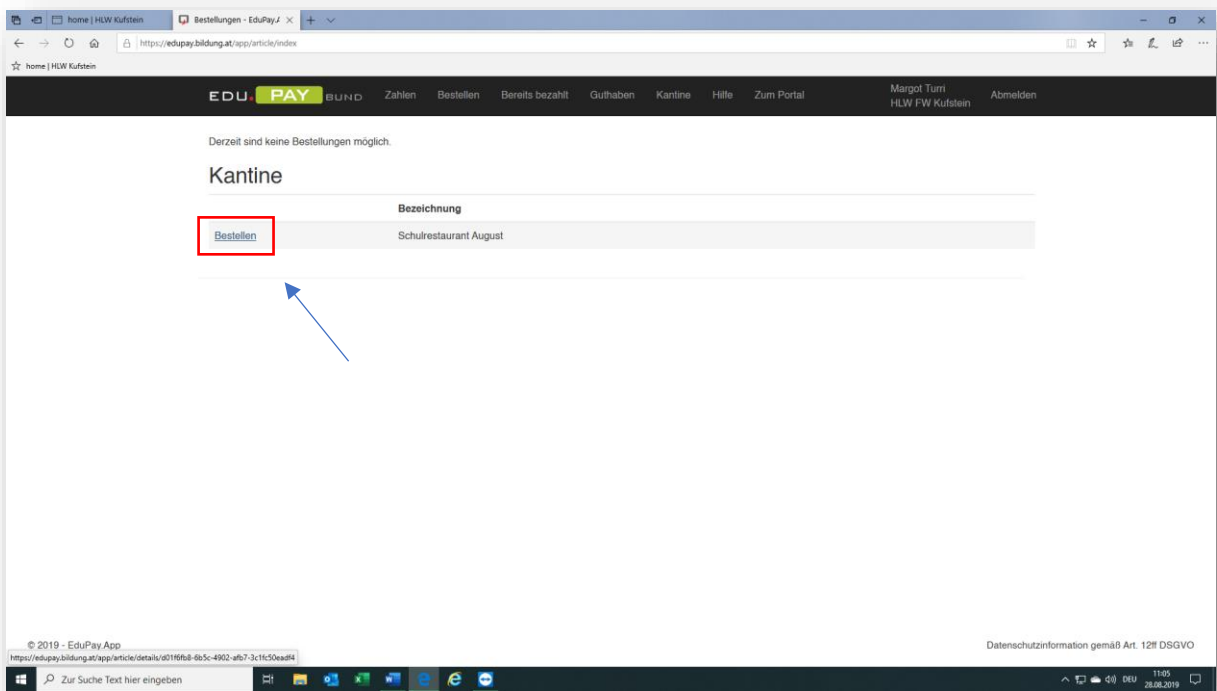 home | HLW Kufstein
Bestellungen - EduPay.A
https://edupay.bildung.at/app/article/index
home | HLW Kufstein
EDU. PAY BUND Zahlen Bestellen Bereits bezahlt Guthaben Kantine Hilfe Zum Portal Margot Turri Abmelden
HLW FW Kufstein
Derzeit sind keine Bestellungen möglich.
Kantine
Bezeichnung
Bestellen Schulrestaurant August
© 2019 - EduPay.App Datenschutzinformation gemäß Art. 12ff DSGVO
https://edupay.bildung.at/app/article/details/d01f6fb8-6b5c-4902-afb7-3c1fc50eadf4
Zur Suche Text hier eingeben DEU 11:05
28.08.2019